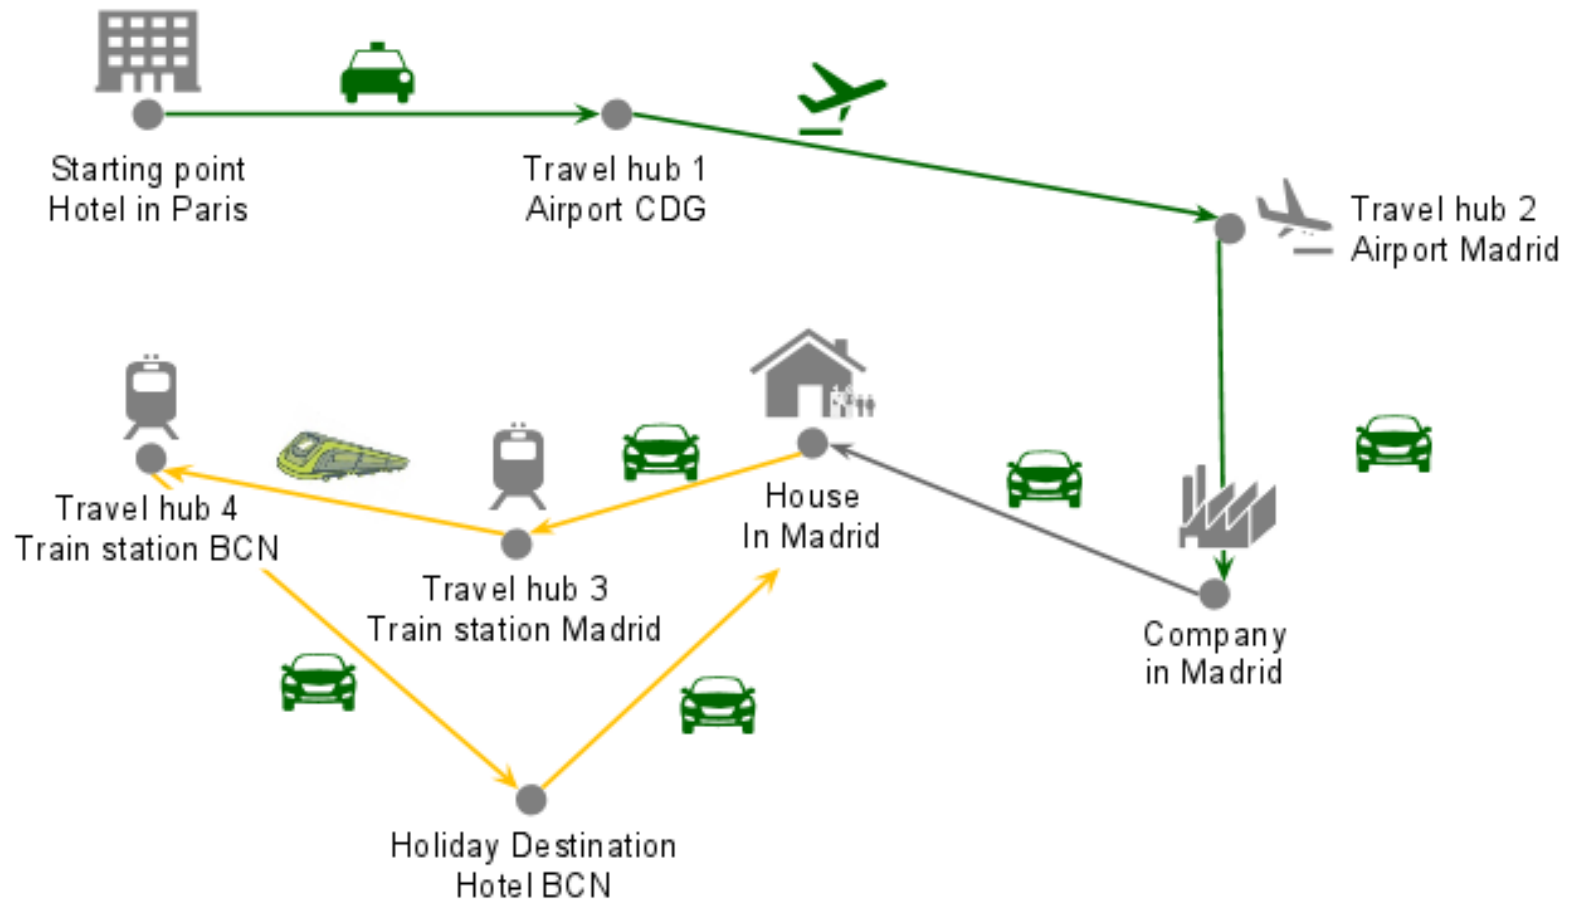 Starting point
Hotel in Paris
Travel hub 1
Airport CDG
Travel hub 2
Airport Madrid
Travel hub 4
Train station BCN
Travel hub 3
Train station Madrid
House
In Madrid
Company
in Madrid
Holiday Destination
Hotel BCN